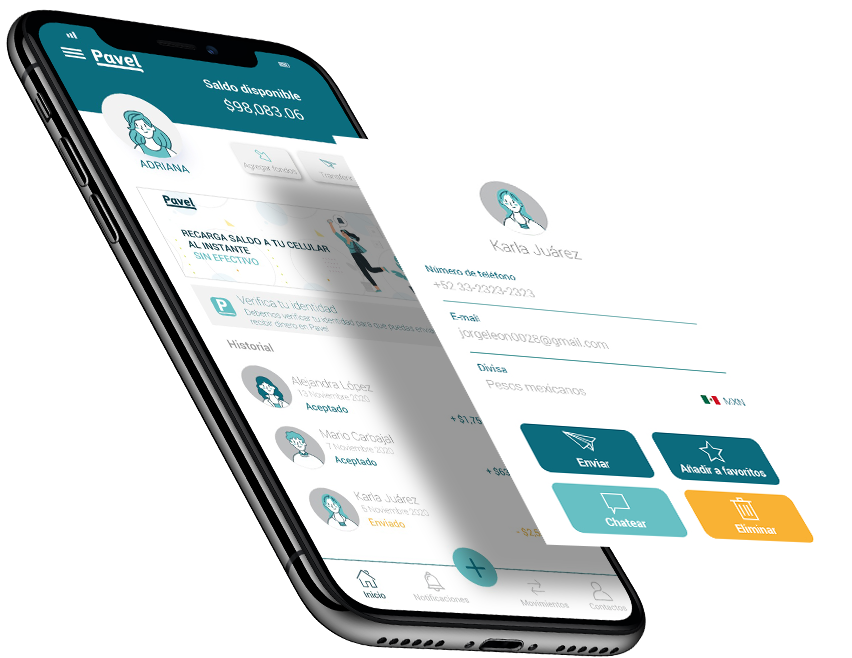 Pavel
Saldo disponible
$98,083.06
ADRIANA
Agregar fondos
Transferir
Pavel
RECARGA SALDO A TU CELULAR
AL INSTANTE
SIN EFECTIVO
P
Verifica tu identidad
Debemos verificar tu identidad para que puedas
recibir dinero en Pavel
Historial
Alejandra López
13 Noviembre 2020
Aceptado
+ $1,75
Mario Carbajal
7 Noviembre 2020
Aceptado
+ $63
Karla Juárez
5 Noviembre 2020
Enviado
- $2,5
+
Inicio
Notificaciones
Movimientos
Contactos
Karla Juárez
Número de teléfono
+52 33-2323-2323
E-mail
jorgeleon0028@gmail.com
Divisa
Pesos mexicanos
MXN
Enviar
Añadir a favoritos
Chatear
Eliminar